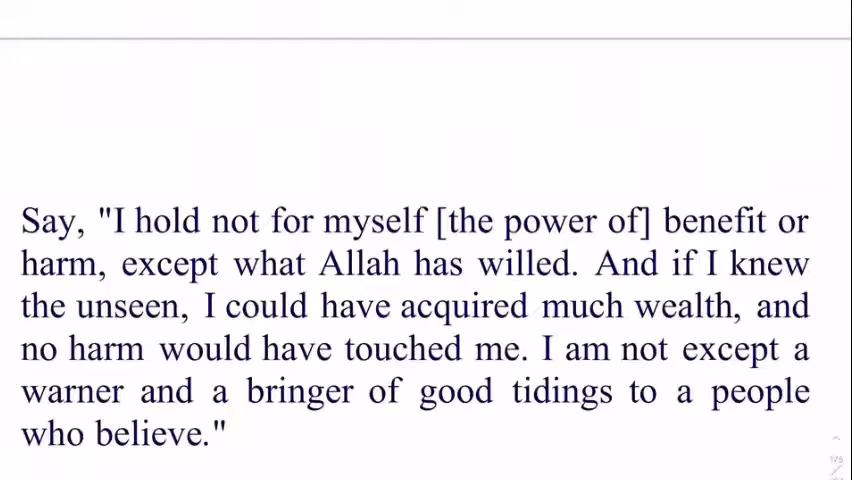 Say, "I hold not for myself [the power of] benefit or
harm, except what Allah has willed. And if I knew
the unseen, I could have acquired much wealth, and
no harm would have touched me. I am not except a
warner and a bringer of good tidings to a people
who believe."